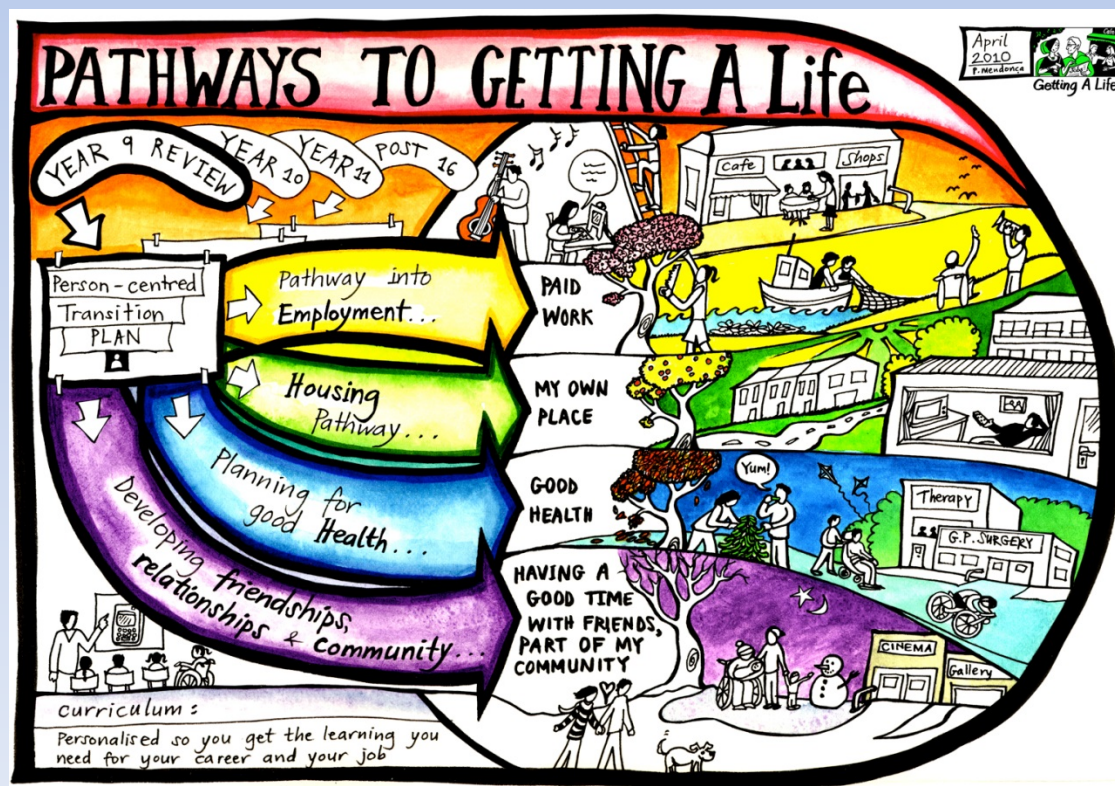 PATHWAYS TO GETTING A Life
April
2010
P. Mendonca
Getting A Life
YEAR 9 REVIEW
YEAR 10
YEAR 11
POST 16
Cafe
Shops
Person-centred
Transition
PLAN
Pathway into
Employment...
PAID
WORK
Housing
Pathway...
MY OWN
PLACE
Planning for
good Health...
GOOD
HEALTH
Yum!
Therapy
G.P. SURGERY
Developing friendships,
relationships & community...
HAVING A
GOOD TIME
WITH FRIENDS,
PART OF MY
COMMUNITY
CINEMA
Gallery
curriculum:
Personalised so you get the learning you
need for your career and your job